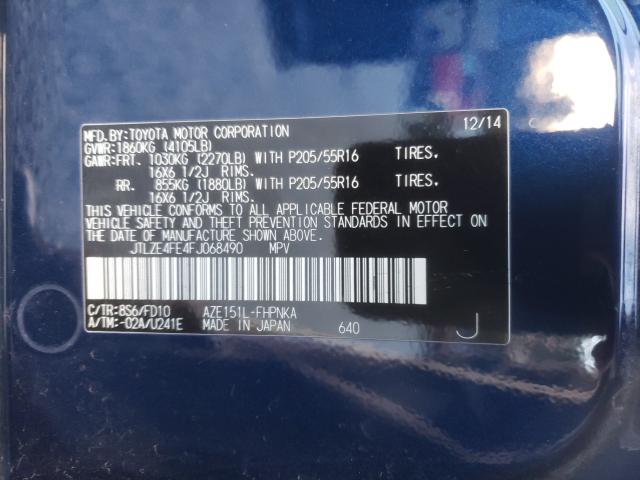 MFD.BY:TOYOTA MOTOR CORPORATION 12/14
GVWR:1860KG (4105LB)
GAWR:FRT. 1030KG (2270LB) WITH P205/55R16 TIRES.
16X6 1/2J RIMS.
RR. 855KG (1880LB) WITH P205/55R16 TIRES.
16X6 1/2J RIMS.
THIS VEHICLE CONFORMS TO ALL APPLICABLE FEDERAL MOTOR
VEHICLE SAFETY AND THEFT PREVENTION STANDARDS IN EFFECT ON
THE DATE OF MANUFACTURE SHOWN ABOVE.
JTLZE4FE4FJ068490 MPV
C/TR:8S6/FD10 AZE151L-FHPNKA
A/TM:-02A/U241E MADE IN JAPAN 640 J